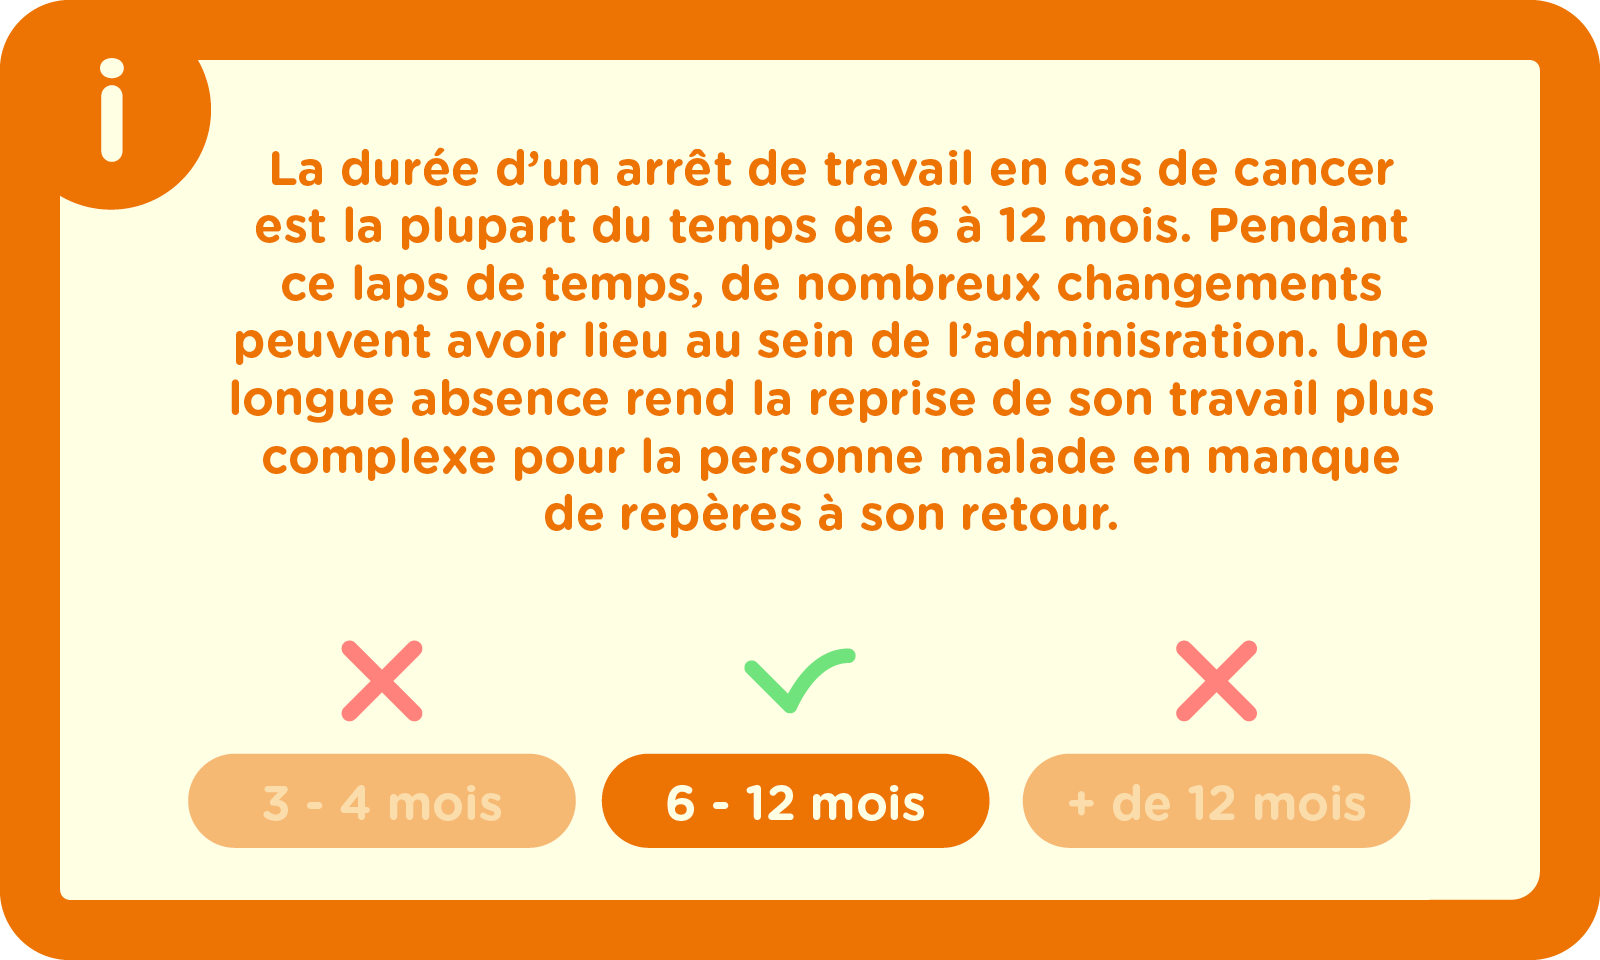 i
La durée d’un arrêt de travail en cas de cancer
est la plupart du temps de 6 à 12 mois. Pendant
ce laps de temps, de nombreux changements
peuvent avoir lieu au sein de l’adminisration. Une
longue absence rend la reprise de son travail plus
complexe pour la personne malade en manque
de repères à son retour.
3 - 4 mois
6 - 12 mois
+ de 12 mois